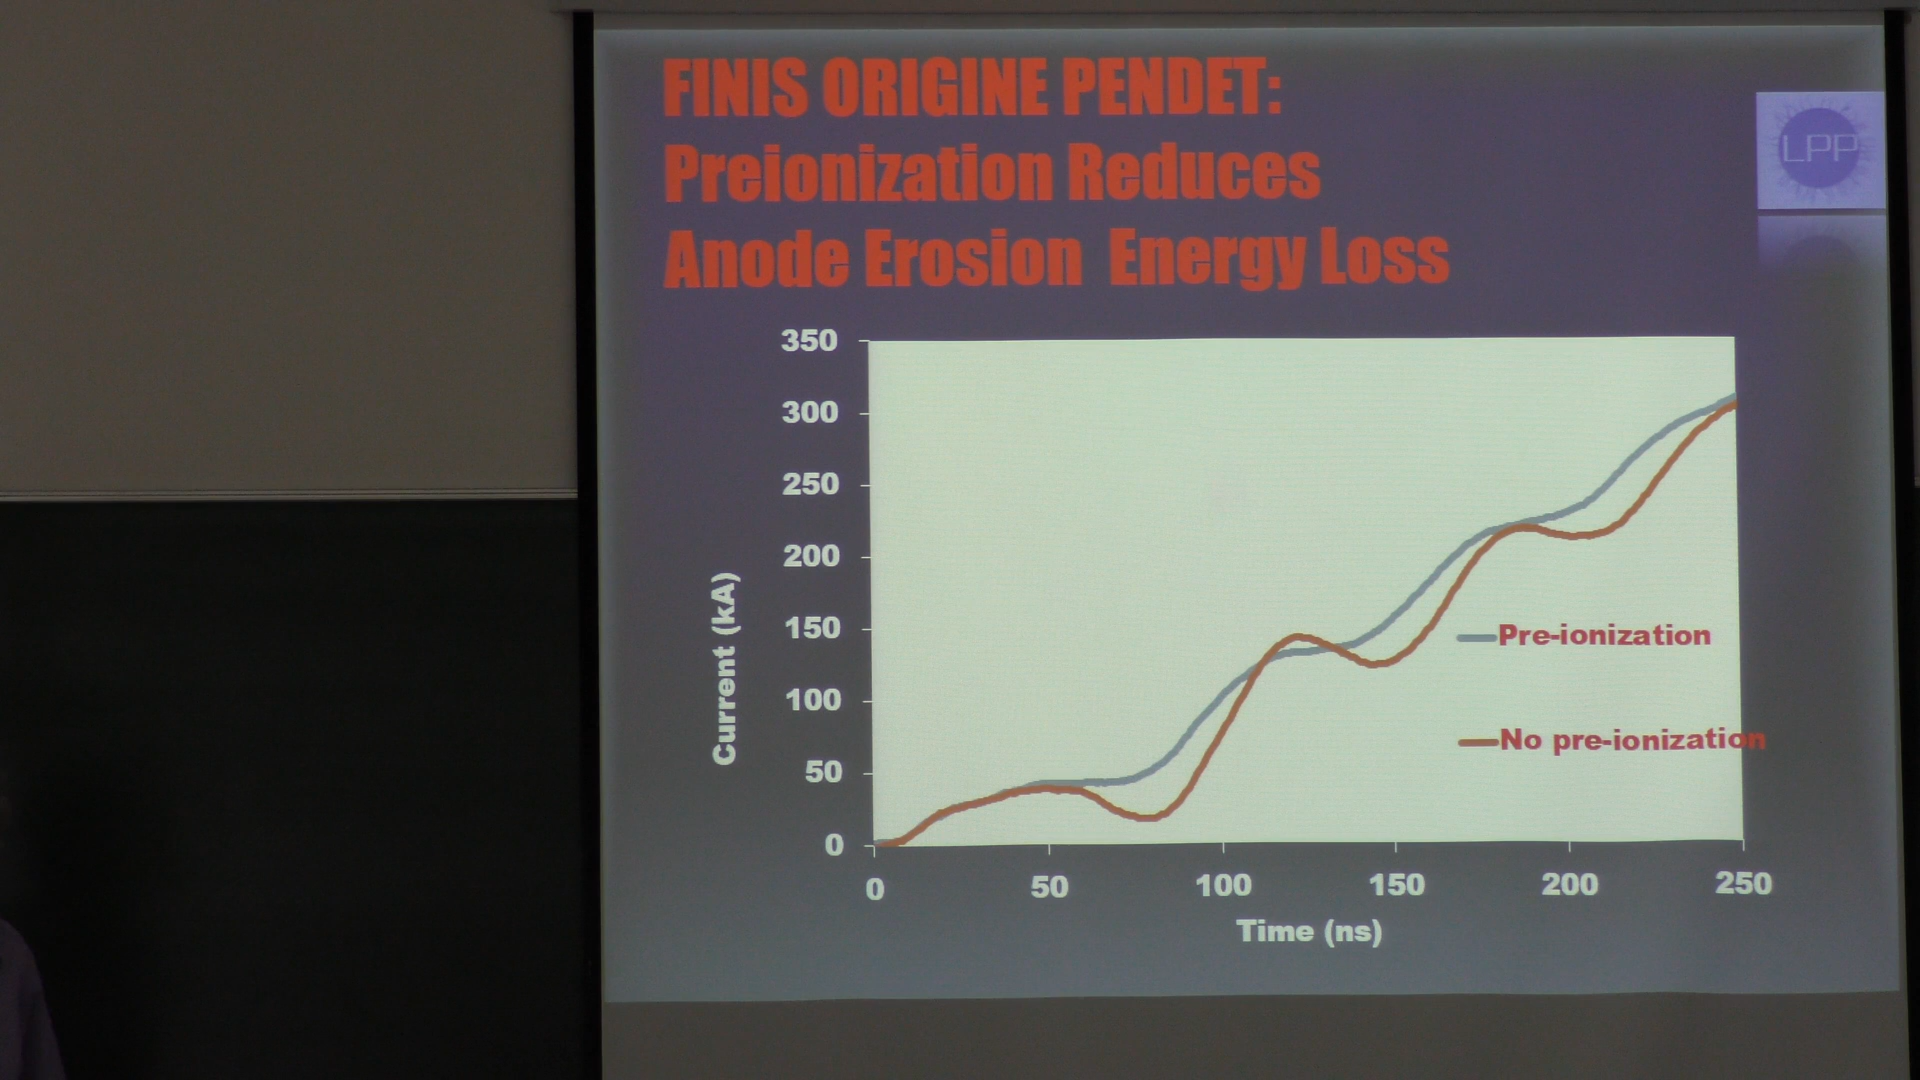 FINIS ORIGINE PENDET:
Preionization Reduces
Anode Erosion Energy Loss
LPP
350
300
250
200
150
100
50
0
Current (kA)
Pre-ionization
No pre-ionization
0 50 100 150 200 250
Time (ns)